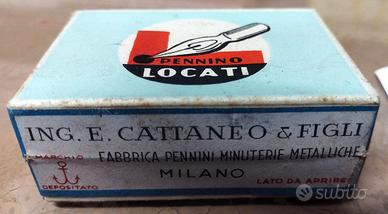 PENNINO
LOCATI
ING. E. CATTANEO & FIGLI
MARCHIO
FABBRICA PENNINI MINUTERIE METALLICHE
MILANO
DEPOSITATO
LATO DA APRIRE
subito